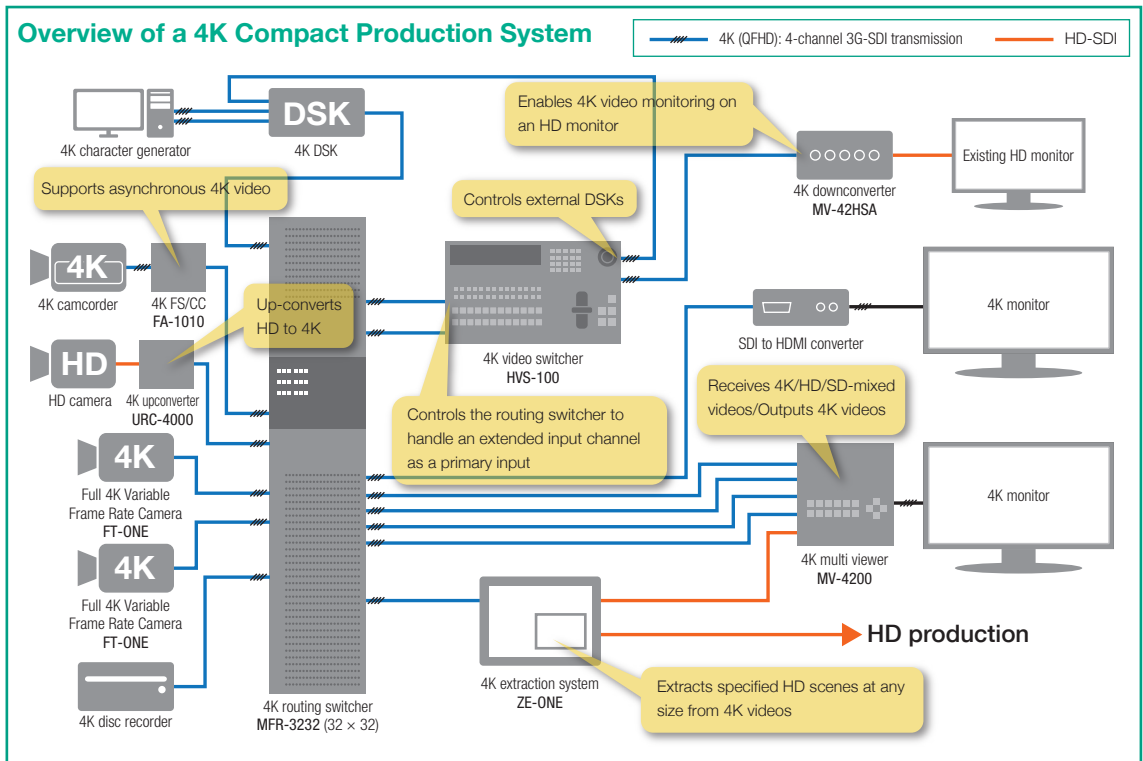 Overview of a 4K Compact Production System
4K (QFHD): 4-channel 3G-SDI transmission
HD-SDI
4K character generator
DSK
4K DSK
Enables 4K video monitoring on
an HD monitor
4K downconverter
MV-42HSA
Existing HD monitor
Supports asynchronous 4K video
Controls external DSKs
4K
4K camcorder
4K FS/CC
FA-1010
Up-converts
HD to 4K
4K video switcher
HVS-100
SDI to HDMI converter
4K monitor
HD
HD camera
4K upconverter
URC-4000
Controls the routing switcher to
handle an extended input channel
as a primary input
Receives 4K/HD/SD-mixed
videos/Outputs 4K videos
4K
Full 4K Variable
Frame Rate Camera
FT-ONE
4K multi viewer
MV-4200
4K monitor
4K
Full 4K Variable
Frame Rate Camera
FT-ONE
HD production
4K disc recorder
4K routing switcher
MFR-3232 (32 × 32)
4K extraction system
ZE-ONE
Extracts specified HD scenes at any
size from 4K videos